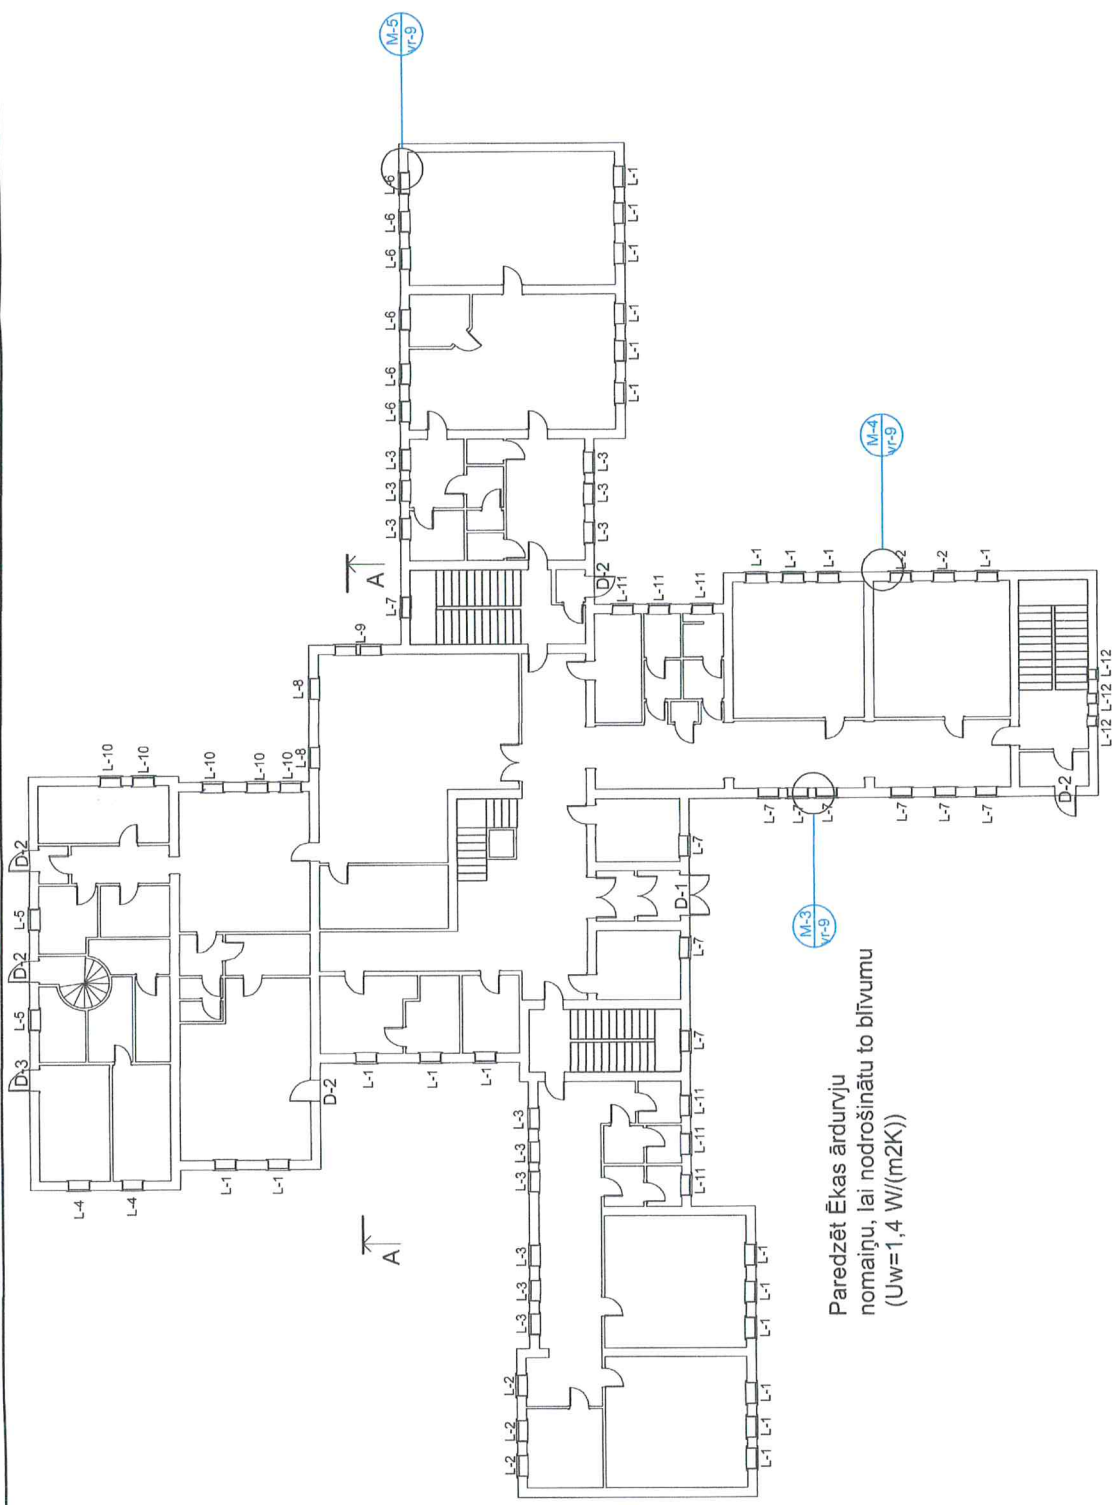 M-5
vr-9
L-6
L-6
L-6
L-6
L-6
L-6
L-3
L-3
L-3
L-7
L-1
L-1
L-1
L-1
L-1
L-1
L-3
L-3
L-3
A
D-2
L-9
L-8
L-8
L-10
L-10
L-10
L-10
L-10
D-2
L-5
D-2
L-5
D-3
L-4
L-4
L-1
L-1
D-2
L-1
L-1
L-1
A
L-11
L-11
L-11
L-1
L-1
L-1
L-2
L-2
L-1
M-4
vr-9
L-12
L-12
L-12
D-2
L-7
L-7
L-7
L-7
L-7
L-7
M-3
vr-9
L-7
D-1
L-7
L-7
L-11
L-11
L-11
L-3
L-3
L-3
L-3
L-3
L-3
L-2
L-2
L-2
L-1
L-1
L-1
L-1
L-1
L-1
Paredzēt Ēkas ārdurvju
nomaiņu, lai nodrošinātu to blīvumu
(Uw=1,4 W/(m2K))